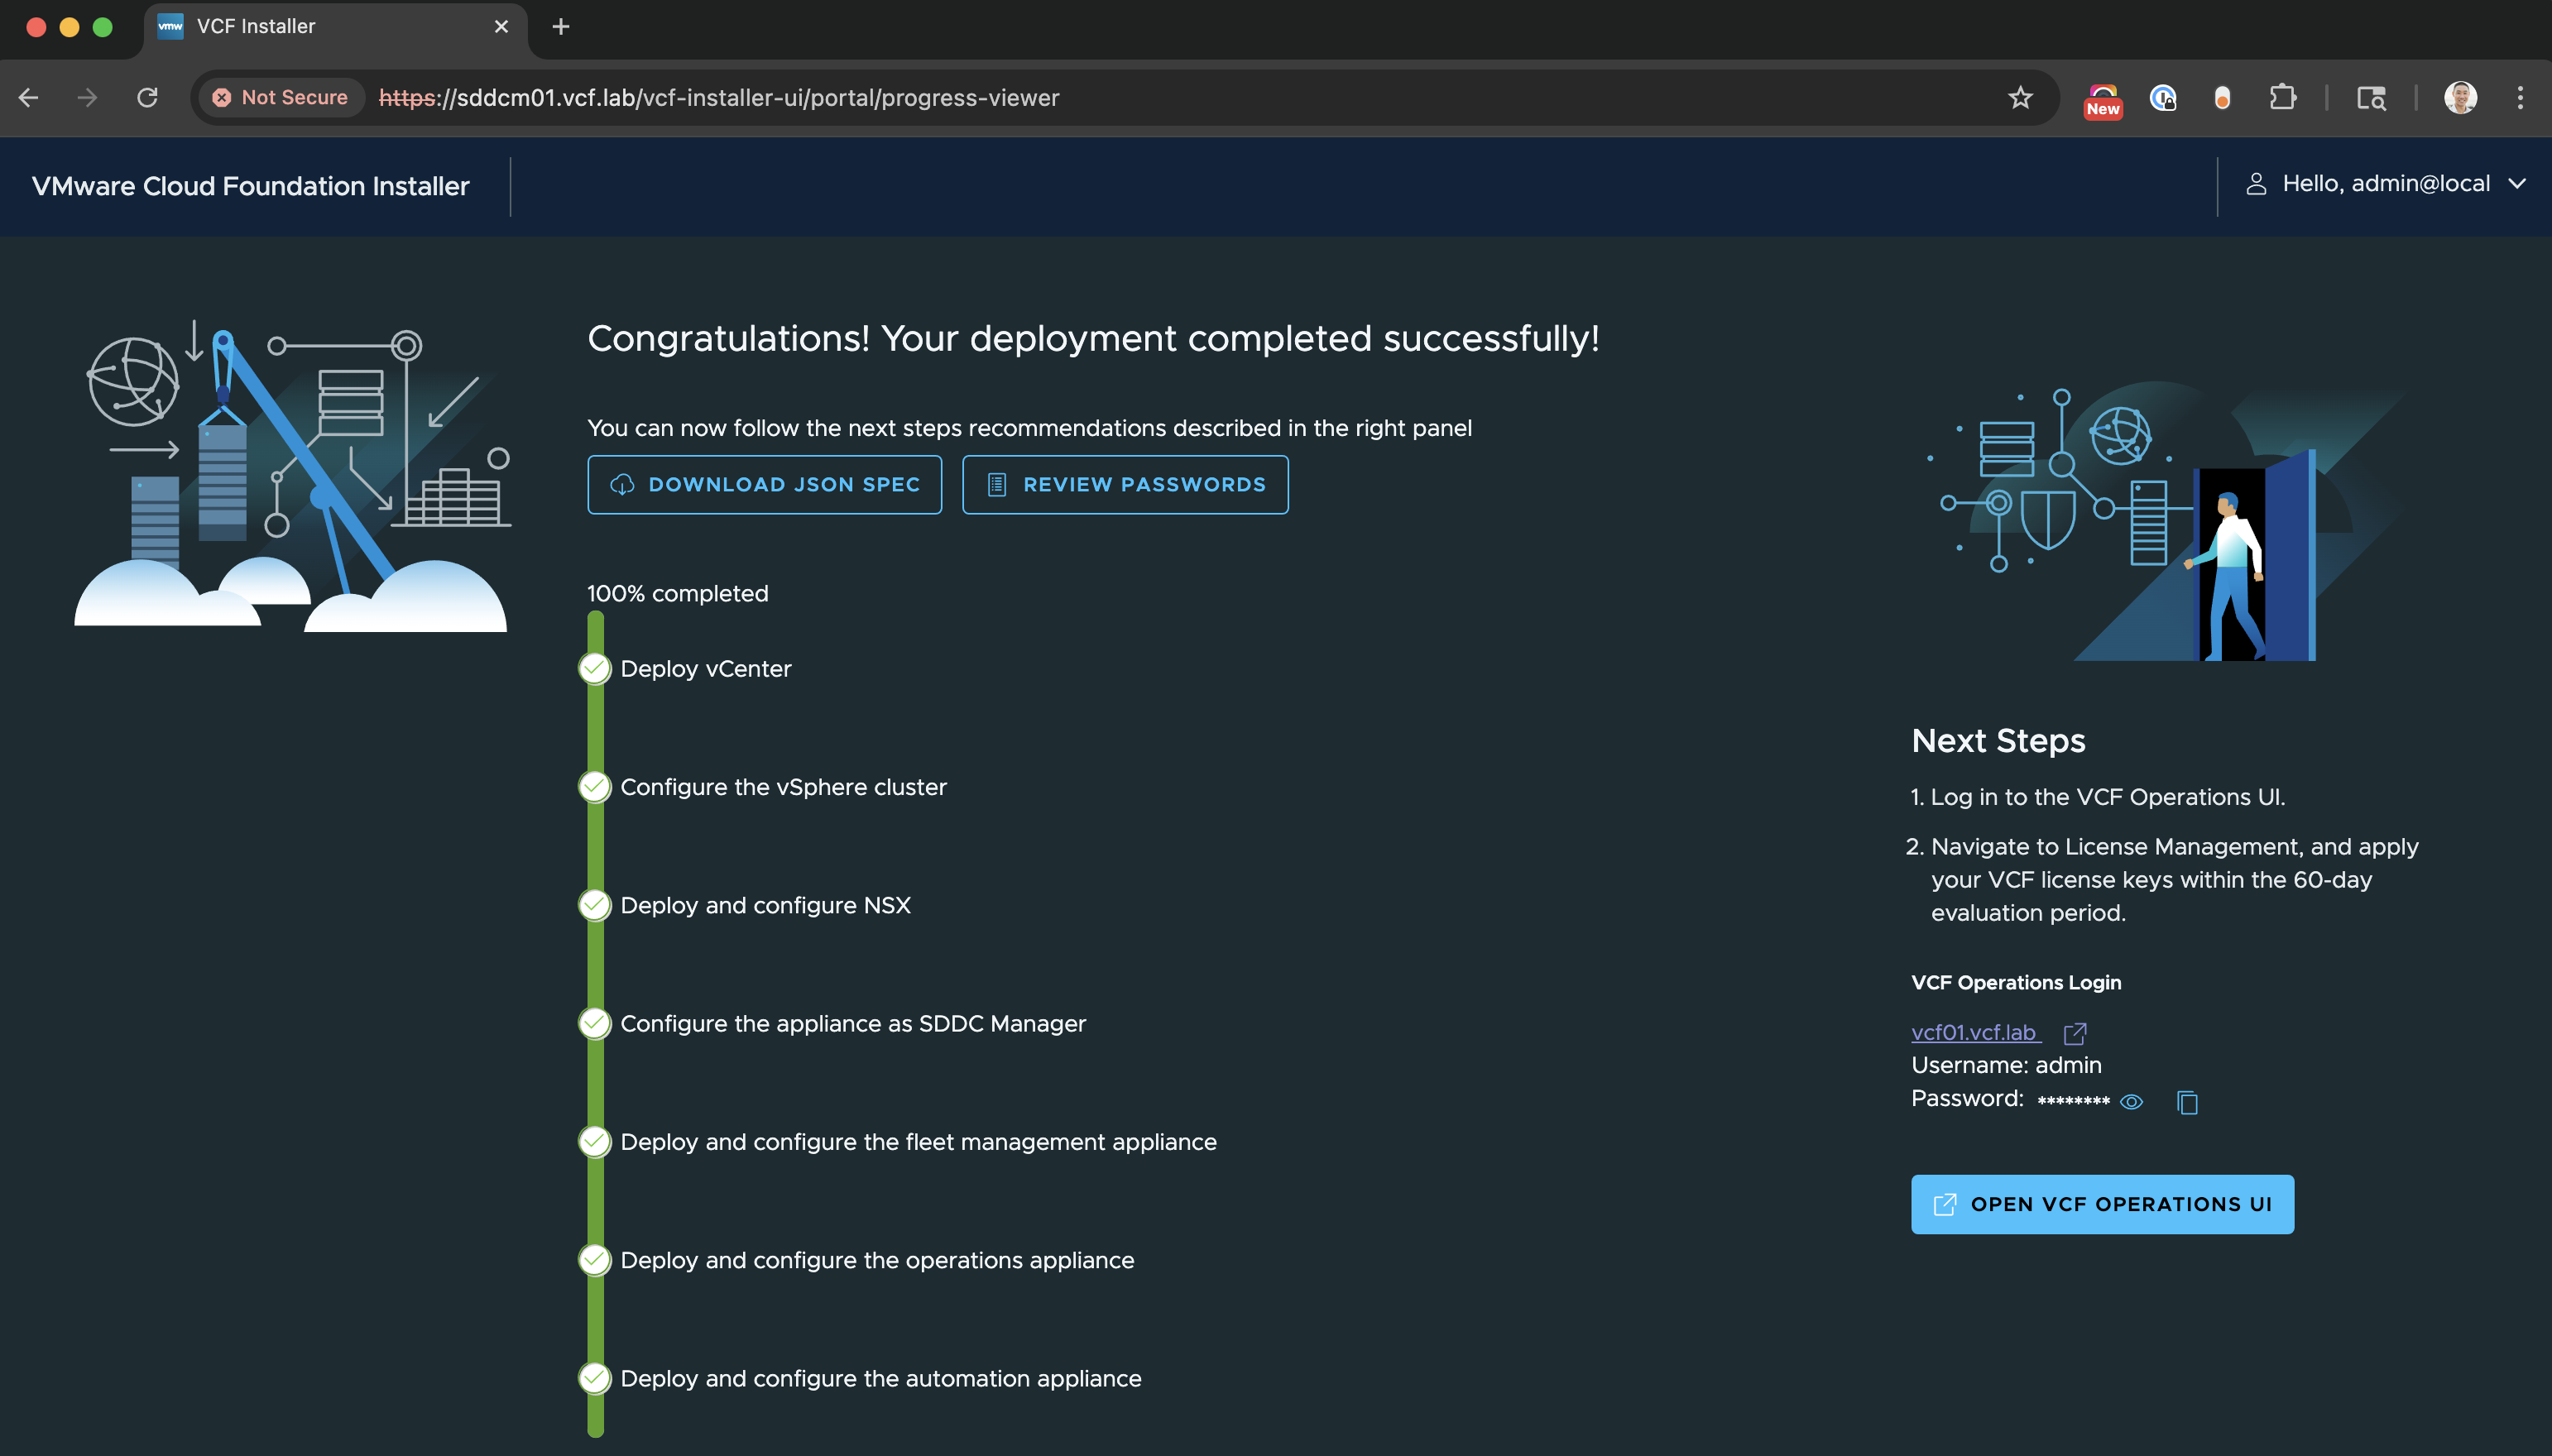 vmw VCF Installer
Not Secure https://sddcm01.vcf.lab/vcf-installer-ui/portal/progress-viewer
New
VMware Cloud Foundation Installer
Hello, admin@local
Congratulations! Your deployment completed successfully!
You can now follow the next steps recommendations described in the right panel
DOWNLOAD JSON SPEC
REVIEW PASSWORDS
100% completed
Deploy vCenter
Configure the vSphere cluster
Deploy and configure NSX
Configure the appliance as SDDC Manager
Deploy and configure the fleet management appliance
Deploy and configure the operations appliance
Deploy and configure the automation appliance
Next Steps
1. Log in to the VCF Operations UI.
2. Navigate to License Management, and apply
your VCF license keys within the 60-day
evaluation period.
VCF Operations Login
vcf01.vcf.lab
Username: admin
Password: ********
OPEN VCF OPERATIONS UI